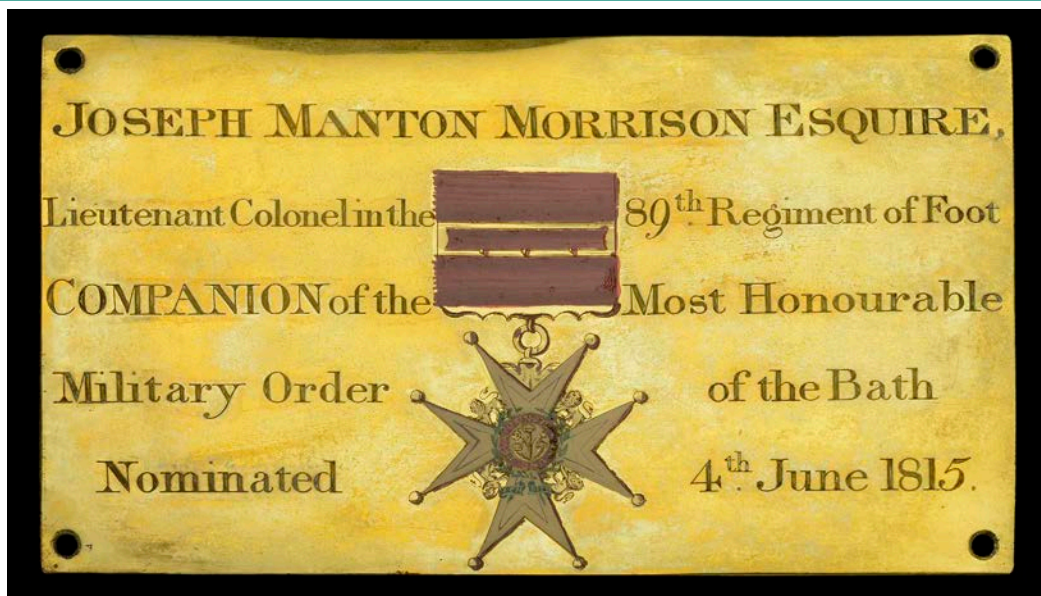 JOSEPH MANTON MORRISON ESQUIRE,
Lieutenant Colonel in the 89th Regiment of Foot
COMPANION of the Most Honourable
Military Order of the Bath
Nominated 4th June 1815.